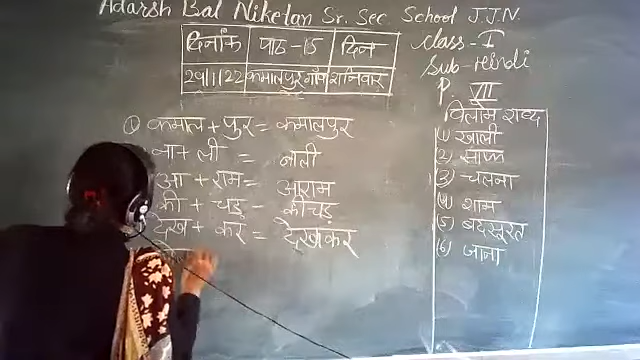 Adarsh Bal Niketan Sr. Sec School J.J.N.
Class - I
Sub - Hindi
P. VII
दिनाँक पाठ-15 दिन
29/1/22 कमालपुर गाँव शनिवार
① कमाल + पुर = कमालपुर
ना + ली = नाली
आ + राम = आराम
की + चड़ = कीचड़
देख + कर = देखकर
विलोम शब्द
(1) खाली
(2) साफ
(3) चलना
(4) शाम
(5) बदसूरत
(6) जाना